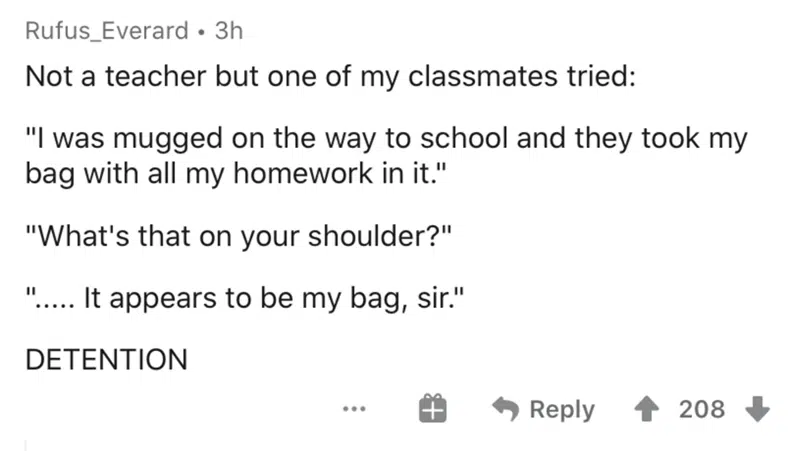 Rufus_Everard • 3h
Not a teacher but one of my classmates tried:
"I was mugged on the way to school and they took my
bag with all my homework in it."
"What's that on your shoulder?"
"..... It appears to be my bag, sir."
DETENTION
... Reply 208